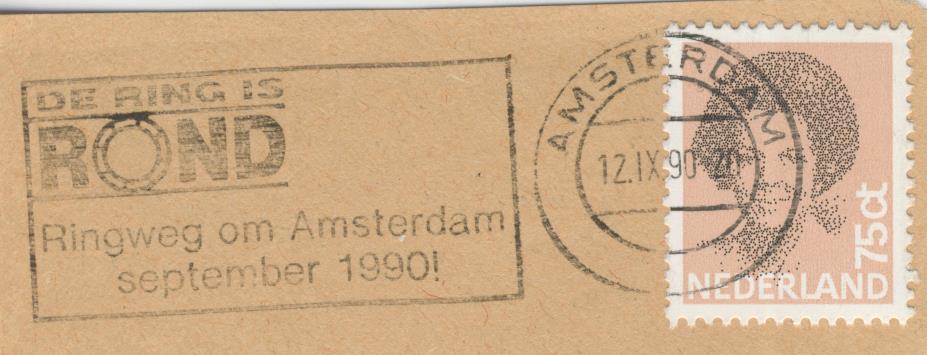 DE RING IS
ROND
Ringweg om Amsterdam
september 1990!
AMSTERDAM
12.IX.90
75ct
NEDERLAND